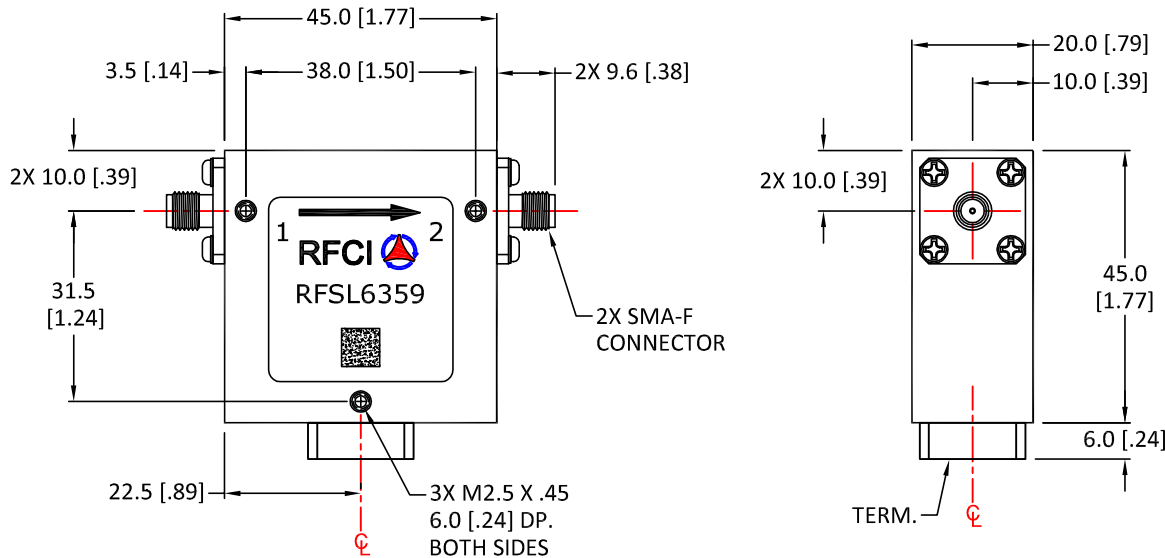 45.0 [1.77]
3.5 [.14]
38.0 [1.50]
2X 9.6 [.38]
2X 10.0 [.39]
1
2
RFCI
RFSL6359
31.5
[1.24]
2X SMA-F
CONNECTOR
22.5 [.89]
3X M2.5 X .45
6.0 [.24] DP.
BOTH SIDES
℄
20.0 [.79]
10.0 [.39]
2X 10.0 [.39]
45.0
[1.77]
6.0 [.24]
TERM.
℄